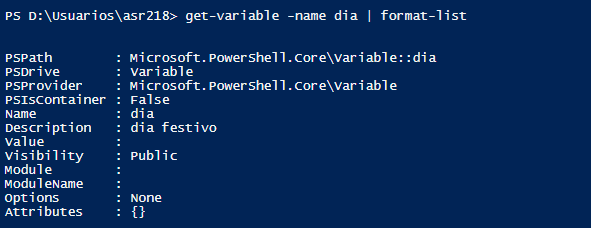 PS D:\Usuarios\asr218> get-variable -name dia | format-list
PSPath : Microsoft.PowerShell.Core\Variable::dia
PSDrive : Variable
PSProvider : Microsoft.PowerShell.Core\Variable
PSIsContainer : False
Name : dia
Description : dia festivo
Value :
Visibility : Public
Module :
ModuleName :
Options : None
Attributes : {}